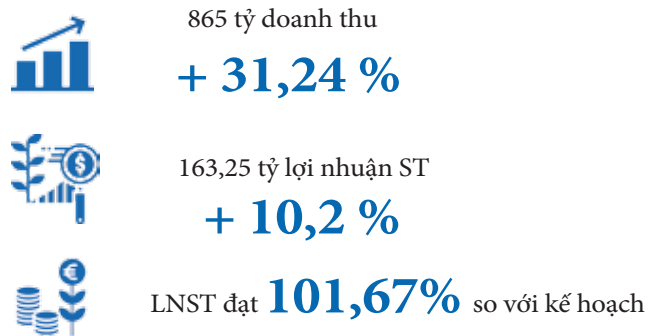 865 tỷ doanh thu
+ 31,24 %
163,25 tỷ lợi nhuận ST
+ 10,2 %
LNST đạt 101,67% so với kế hoạch